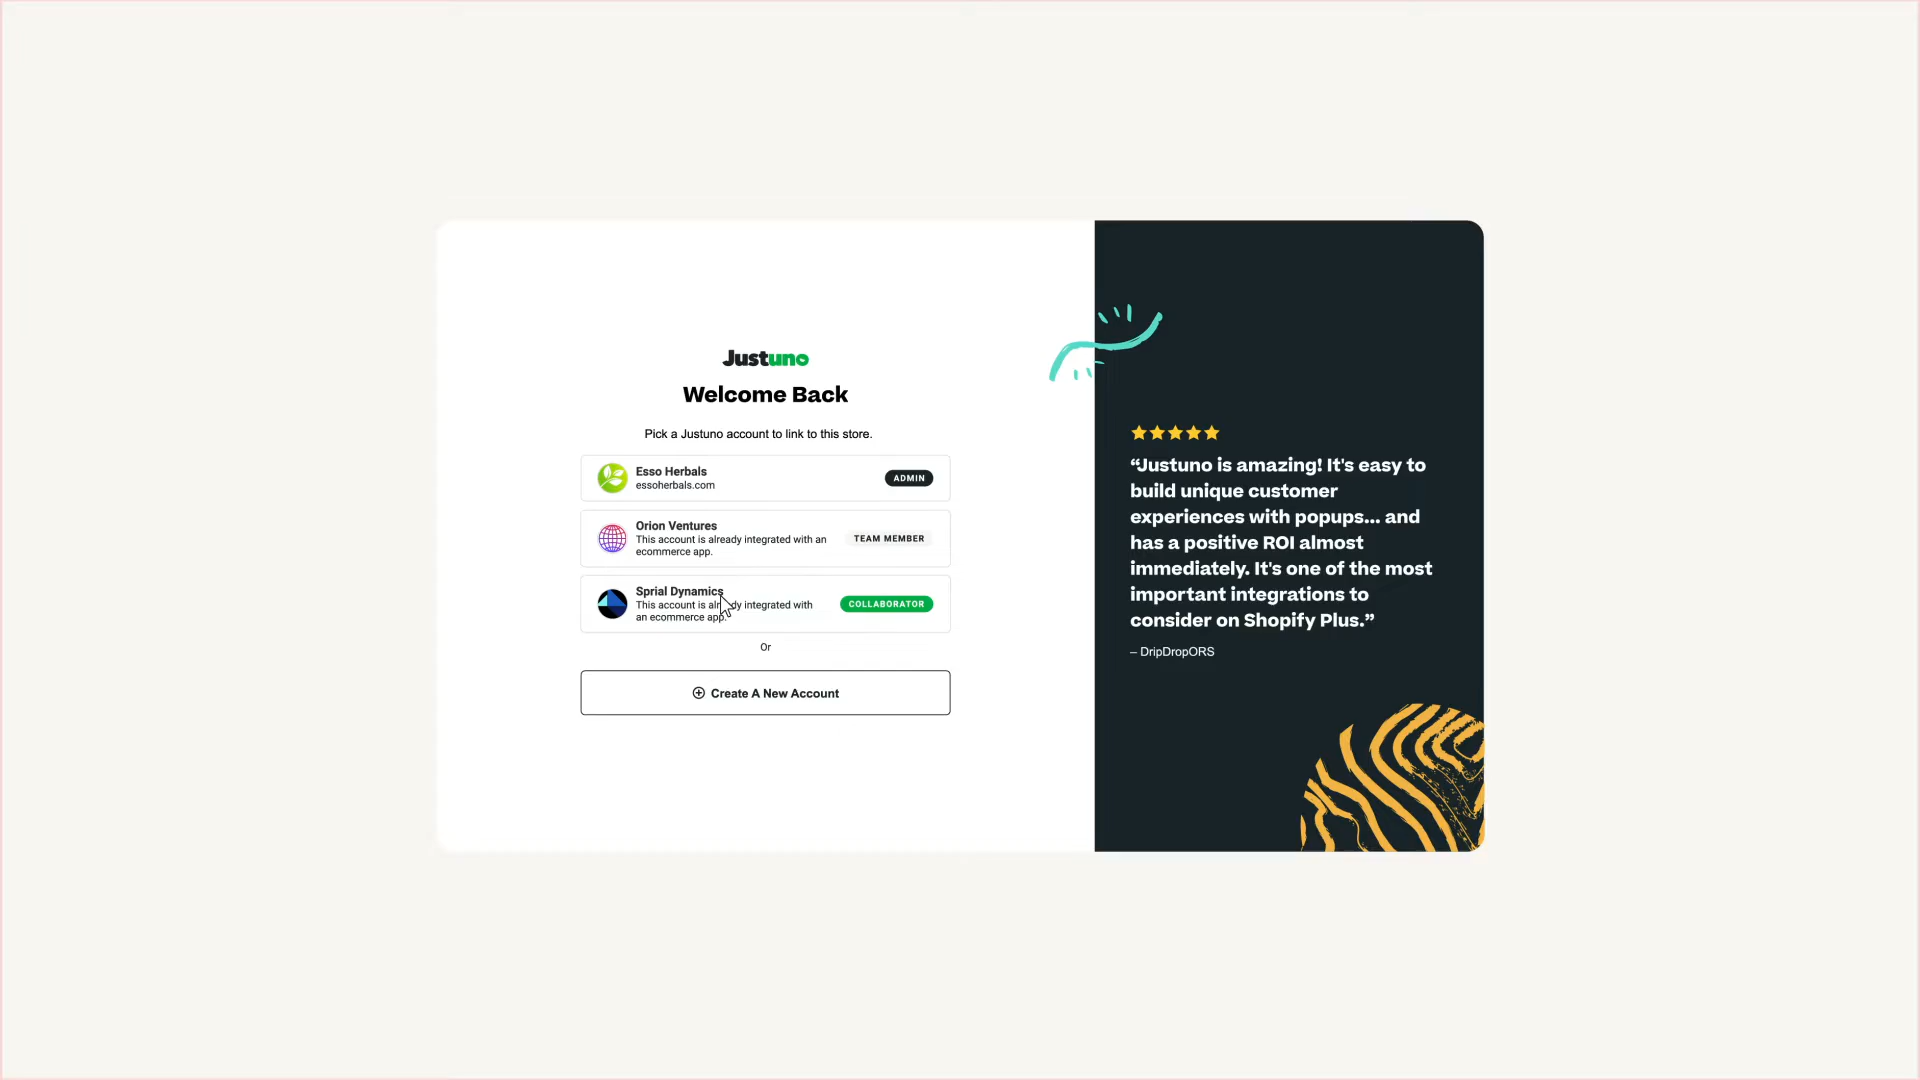 Justuno
Welcome Back
Pick a Justuno account to link to this store.
Esso Herbals
essoherbals.com
ADMIN
Orion Ventures
This account is already integrated with an
ecommerce app.
TEAM MEMBER
Sprial Dynamics
This account is already integrated with
an ecommerce app.
COLLABORATOR
Or
Create A New Account
“Justuno is amazing! It's easy to
build unique customer
experiences with popups... and
has a positive ROI almost
immediately. It's one of the most
important integrations to
consider on Shopify Plus.”
– DripDropORS